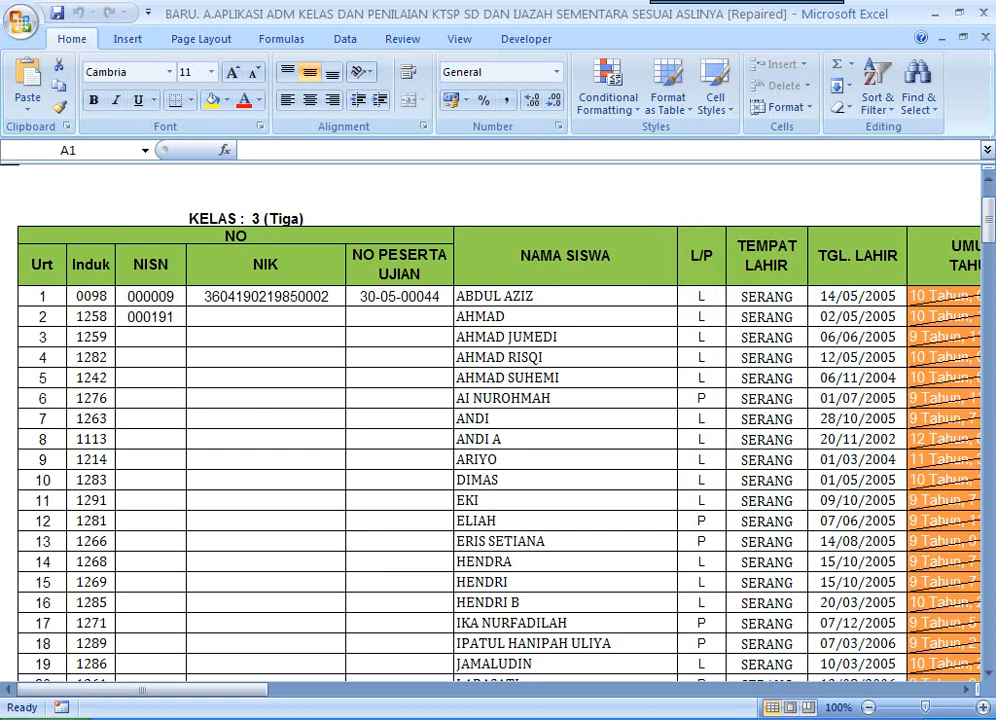 BARU. A.APLIKASI ADM KELAS DAN PENILAIAN KTSP SD DAN IJAZAH SEMENTARA SESUAI ASLINYA [Repaired] - Microsoft Excel
Home Insert Page Layout Formulas Data Review View Developer
Paste Cambria 11 A A General Conditional Formatting Format as Table Cell Styles Insert Delete Format Sort & Filter Find & Select
B I U A % ,
Clipboard Font Alignment Number Styles Cells Editing
A1 fx
KELAS : 3 (Tiga)
NO
Urt Induk NISN NIK NO PESERTA UJIAN NAMA SISWA L/P TEMPAT LAHIR TGL. LAHIR
1 0098 000009 3604190219850002 30-05-00044 ABDUL AZIZ L SERANG 14/05/2005 10 Tahun,
2 1258 000191 AHMAD L SERANG 02/05/2005 10 Tahun,
3 1259 AHMAD JUMEDI L SERANG 06/06/2005 9 Tahun,
4 1282 AHMAD RISQI L SERANG 12/05/2005 10 Tahun,
5 1242 AHMAD SUHEMI L SERANG 06/11/2004 10 Tahun,
6 1276 AI NUROHMAH P SERANG 01/07/2005 9 Tahun,
7 1263 ANDI L SERANG 28/10/2005 9 Tahun, 7
8 1113 ANDI A L SERANG 20/11/2002 12 Tahun,
9 1214 ARIYO L SERANG 01/03/2004 11 Tahun,
10 1283 DIMAS L SERANG 01/05/2005 10 Tahun,
11 1291 EKI L SERANG 09/10/2005 9 Tahun, 7
12 1281 ELIAH P SERANG 07/06/2005 9 Tahun,
13 1266 ERIS SETIANA P SERANG 14/08/2005 9 Tahun,
14 1268 HENDRA L SERANG 15/10/2005 9 Tahun, 7
15 1269 HENDRI L SERANG 15/10/2005 9 Tahun, 7
16 1285 HENDRI B L SERANG 20/03/2005 10 Tahun,
17 1271 IKA NURFADILAH P SERANG 07/12/2005 9 Tahun,
18 1289 IPATUL HANIPAH ULIYA P SERANG 07/03/2006 9 Tahun,
19 1286 JAMALUDIN L SERANG 10/03/2005 10 Tahun,
Ready 100%